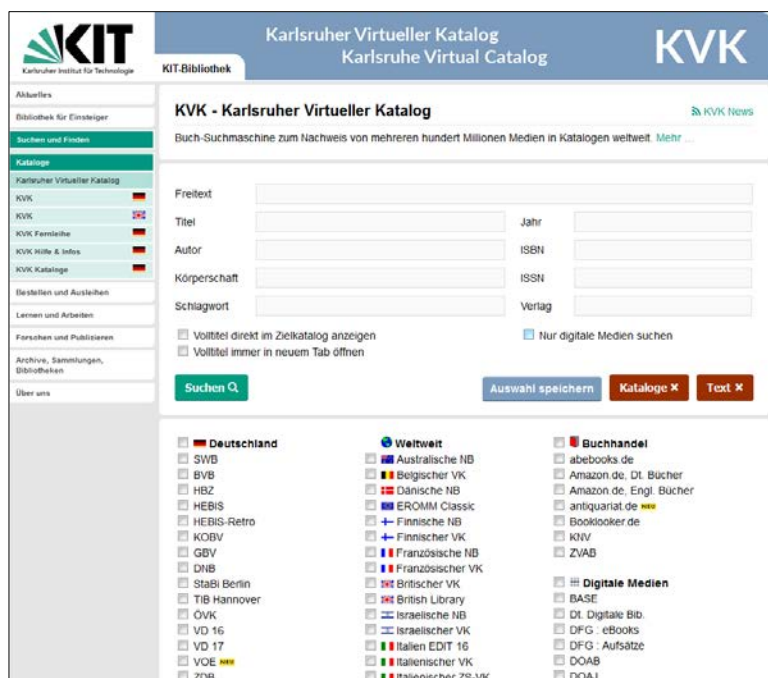 KIT
Karlsruher Institut für Technologie
KIT-Bibliothek
Karlsruher Virtueller Katalog
Karlsruhe Virtual Catalog
KVK
Aktuelles
Bibliothek für Einsteiger
Suchen und Finden
Kataloge
Karlsruher Virtueller Katalog
KVK
KVK
KVK Fernleihe
KVK Hilfe & Infos
KVK Kataloge
Bestellen und Ausleihen
Lernen und Arbeiten
Forschen und Publizieren
Archive, Sammlungen,
Bibliotheken
Über uns
KVK - Karlsruher Virtueller Katalog
KVK News
Buch-Suchmaschine zum Nachweis von mehreren hundert Millionen Medien in Katalogen weltweit. Mehr ...
Freitext
Titel
Jahr
Autor
ISBN
Körperschaft
ISSN
Schlagwort
Verlag
Volltitel direkt im Zielkatalog anzeigen
Nur digitale Medien suchen
Volltitel immer in neuem Tab öffnen
Suchen
Auswahl speichern
Kataloge ×
Text ×
Deutschland
SWB
BVB
HBZ
HEBIS
HEBIS-Retro
KOBV
GBV
DNB
StaBi Berlin
TIB Hannover
ÖVK
VD 16
VD 17
VOE NEU
ZDB
Weltweit
Australische NB
Belgischer VK
Dänische NB
EROMM Classic
Finnische NB
Finnischer VK
Französische NB
Französischer VK
Britischer VK
British Library
Israelische NB
Israelischer VK
Italien EDIT 16
Italienischer VK
Italienischer ZS-VK
Buchhandel
abebooks.de
Amazon.de, Dt. Bücher
Amazon.de, Engl. Bücher
antiquariat.de NEU
Booklooker.de
KNV
ZVAB
Digitale Medien
BASE
Dt. Digitale Bib.
DFG : eBooks
DFG : Aufsätze
DOAB
DOAJ